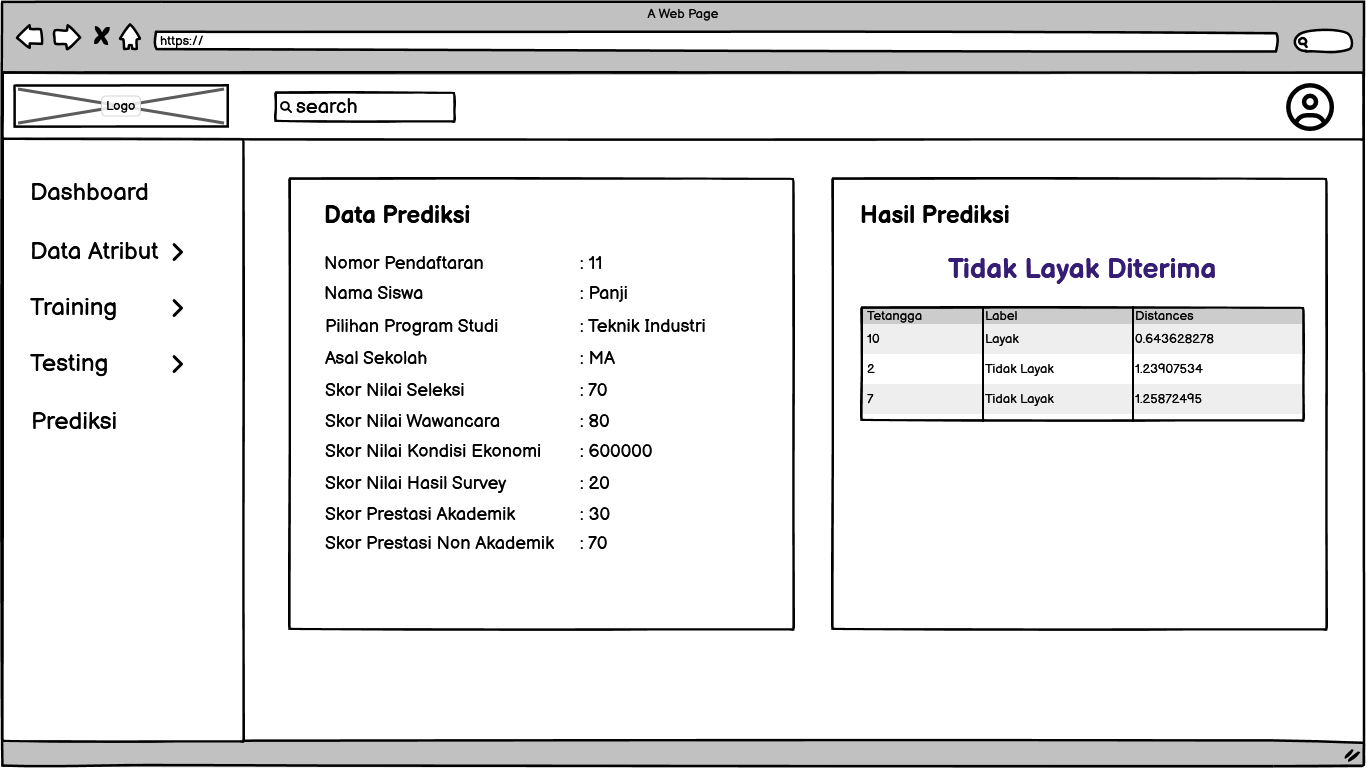 A Web Page
https://
Logo
search
Dashboard
Data Atribut
Training
Testing
Prediksi
Data Prediksi
Nomor Pendaftaran : 11
Nama Siswa : Panji
Pilihan Program Studi : Teknik Industri
Asal Sekolah : MA
Skor Nilai Seleksi : 70
Skor Nilai Wawancara : 80
Skor Nilai Kondisi Ekonomi : 600000
Skor Nilai Hasil Survey : 20
Skor Prestasi Akademik : 30
Skor Prestasi Non Akademik : 70
Hasil Prediksi
Tidak Layak Diterima
Tetangga Label Distances
10 Layak 0.643628278
2 Tidak Layak 1.23907534
7 Tidak Layak 1.25872495